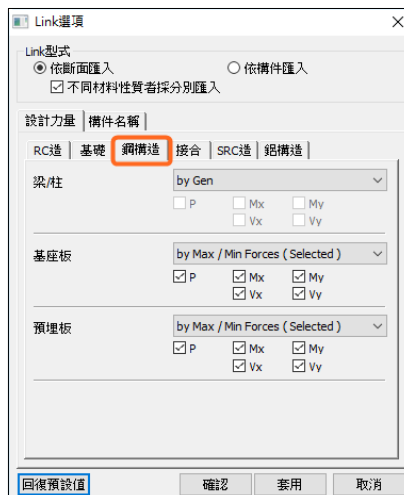 Link選項
Link型式
依斷面匯入 依構件匯入
不同材料性質者採分別匯入
設計力量 構件名稱
RC造 基礎 鋼構造 接合 SRC造 鋁構造
梁/柱 by Gen
P Mx My
Vx Vy
基座板 by Max / Min Forces ( Selected )
P Mx My
Vx Vy
預埋板 by Max / Min Forces ( Selected )
P Mx My
Vx Vy
回復預設值 確認 套用 取消